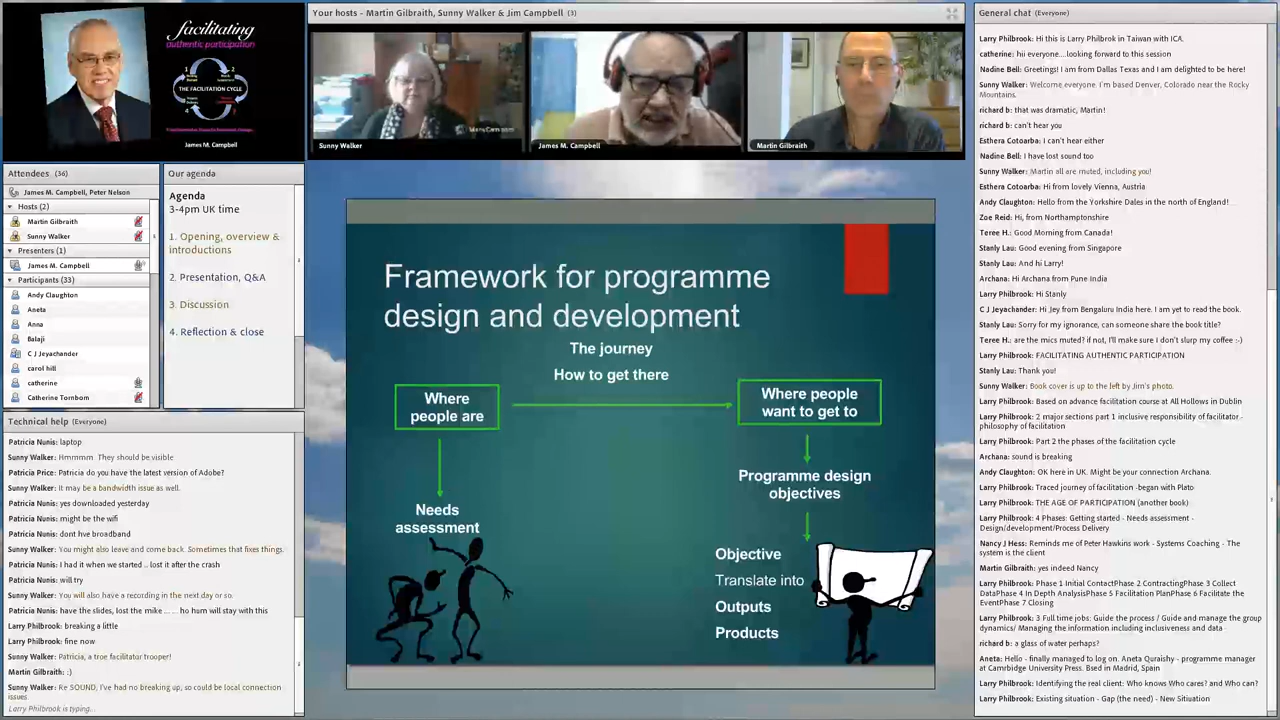 facilitating
authentic participation
THE FACILITATION CYCLE
James M. Campbell
Your hosts - Martin Gilbraith, Sunny Walker & Jim Campbell (3)
Sunny Walker
ManyCam.com
James M. Campbell
Martin Gilbraith
Attendees (36)
James M. Campbell, Peter Nelson
Hosts (2)
Martin Gilbraith
Sunny Walker
Presenters (1)
James M. Campbell
Participants (33)
Andy Claughton
Aneta
Anna
Balaji
C J Jeyachander
carol hill
catherine
Catherine Tornbom
Our agenda
Agenda
3-4pm UK time
1. Opening, overview &
introductions
2. Presentation, Q&A
3. Discussion
4. Reflection & close
Technical help (Everyone)
Patricia Nunis: laptop
Sunny Walker: Hmmmm. They should be visible
Patricia Price: Patricia do you have the latest version of Adobe?
Sunny Walker: It may be a bandwidth issue as well.
Patricia Nunis: yes downloaded yesterday
Patricia Nunis: might be the wifi
Patricia Nunis: dont hve broadband
Sunny Walker: You might also leave and come back. Sometimes that fixes things.
Patricia Nunis: I had it when we started .. lost it after the crash
Patricia Nunis: will try
Sunny Walker: You will also have a recording in the next day or so.
Patricia Nunis: have the slides, lost the mike ... ... ho hum will stay with this
Larry Philbrook: breaking a little
Larry Philbrook: fine now
Sunny Walker: Patricia, a troe facilitator trooper!
Martin Gilbraith: :)
Sunny Walker: Re SOUND, I've had no breaking up, so could be local connection
issues.
Larry Philbrook is typing...
Framework for programme
design and development
The journey
How to get there
Where
people are
Where people
want to get to
Needs
assessment
Programme design
objectives
Objective
Translate into
Outputs
Products
General chat (Everyone)
Larry Philbrook: Hi this is Larry Philbrok in Taiwan with ICA.
catherine: hii everyone....looking forward to this session
Nadine Bell: Greetings! I am from Dallas Texas and I am delighted to be here!
Sunny Walker: Welcome everyone. I'm based Denver, Colorado near the Rocky
Mountains.
richard b: that was dramatic, Martin!
richard b: can't hear you
Esthera Cotoarba: I can't hear either
Nadine Bell: I have lost sound too
Sunny Walker: Martin all are muted, including you!
Esthera Cotoarba: Hi from lovely Vienna, Austria
Andy Claughton: Hello from the Yorkshire Dales in the north of England!
Zoe Reid: Hi, from Northamptonshire
Teree H.: Good Morning from Canada!
Stanly Lau: Good evening from Singapore
Stanly Lau: And hi Larry!
Archana: Hi Archana from Pune India
Larry Philbrook: Hi Stanly
C J Jeyachander: Hi Jey from Bengaluru India here. I am yet to read the book.
Stanly Lau: Sorry for my ignorance, can someone share the book title?
Teree H.: are the mics muted? if not, I'll make sure I don't slurp my coffee :-)
Larry Philbrook: FACILITATING AUTHENTIC PARTICIPATION
Stanly Lau: Thank you!
Sunny Walker: Book cover is up to the left by Jim's photo.
Larry Philbrook: Based on advance facilitation course at All Hollows in Dublin
Larry Philbrook: 2 major sections part 1 inclusive responsibility of facilitator -
philosophy of facilitation
Larry Philbrook: Part 2 the phases of the facilitation cycle
Archana: sound is breaking
Andy Claughton: OK here in UK. Might be your connection Archana.
Larry Philbrook: Traced journey of facilitation -began with Plato
Larry Philbrook: THE AGE OF PARTICIPATION (another book)
Larry Philbrook: 4 Phases: Getting started - Needs assessment -
Design/development/Process Delivery
Nancy J Hess: Reminds me of Peter Hawkins work - Systems Coaching - The
system is the client
Martin Gilbraith: yes indeed Nancy
Larry Philbrook: Phase 1 Initial ContactPhase 2 ContractingPhase 3 Collect
DataPhase 4 In Depth AnalysisPhase 5 Facilitation PlanPhase 6 Facilitate the
EventPhase 7 Closing
Larry Philbrook: 3 Full time jobs: Guide the process / Guide and manage the group
dynamics/ Managing the information including inclusiveness and data
richard b: a glass of water perhaps?
Aneta: Hello - finally managed to log on. Aneta Quraishy - programme manager
at Cambridge University Press. Bsed in Madrid, Spain
Larry Philbrook: Identifying the real client: Who knows Who cares? and Who can?
Larry Philbrook: Existing situation - Gap (the need) - New Sitiuation